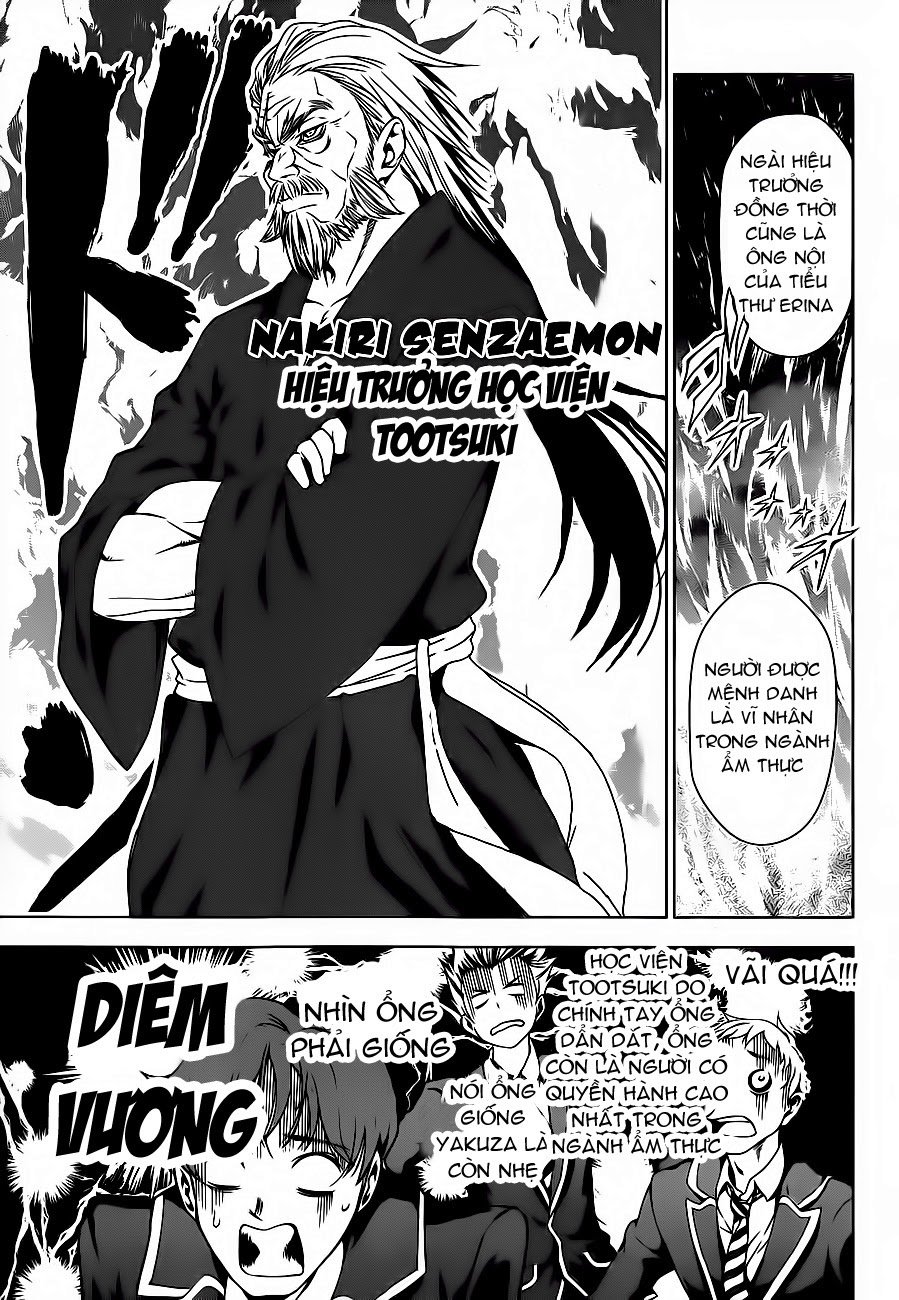 NGÀI HIỆU
TRƯỞNG
ĐỒNG THỜI
CŨNG LÀ
ÔNG NỘI
CỦA TIỂU
THƯ ERINA
NAKIRI SENZAEMON
HIỆU TRƯỞNG HỌC VIỆN
TOOTSUKI
NGƯỜI ĐƯỢC
MỆNH DANH
LÀ VĨ NHÂN
TRONG NGÀNH
ẨM THỰC
VÃI QUÁ!!!
HỌC VIỆN
TOOTSUKI DO
CHÍNH TAY ỔNG
DẪN DẮT, ỔNG
CÒN LÀ NGƯỜI CÓ
QUYỀN HÀNH CAO
NHẤT TRONG
NGÀNH ẨM THỰC
NÓI ỔNG
GIỐNG
YAKUZA LÀ
CÒN NHẸ
NHÌN ỔNG
PHẢI GIỐNG
DIÊM
VƯƠNG